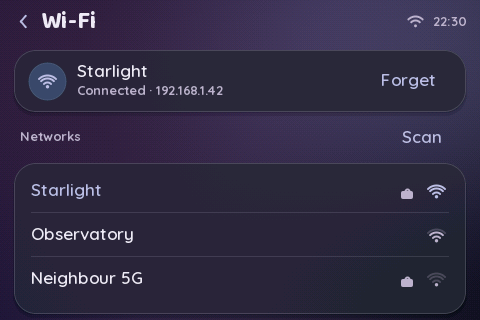 Wi-Fi
22:30
Starlight
Connected · 192.168.1.42
Forget
Networks
Scan
Starlight
Observatory
Neighbour 5G